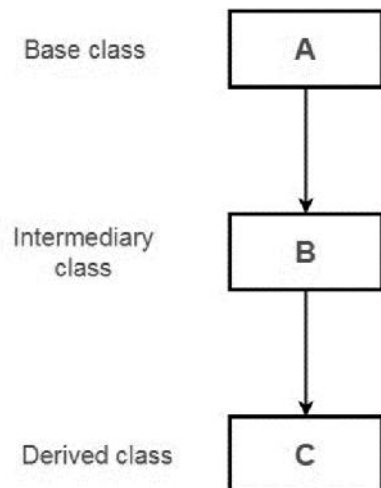 Base class
A
Intermediary
class
B
Derived class
C